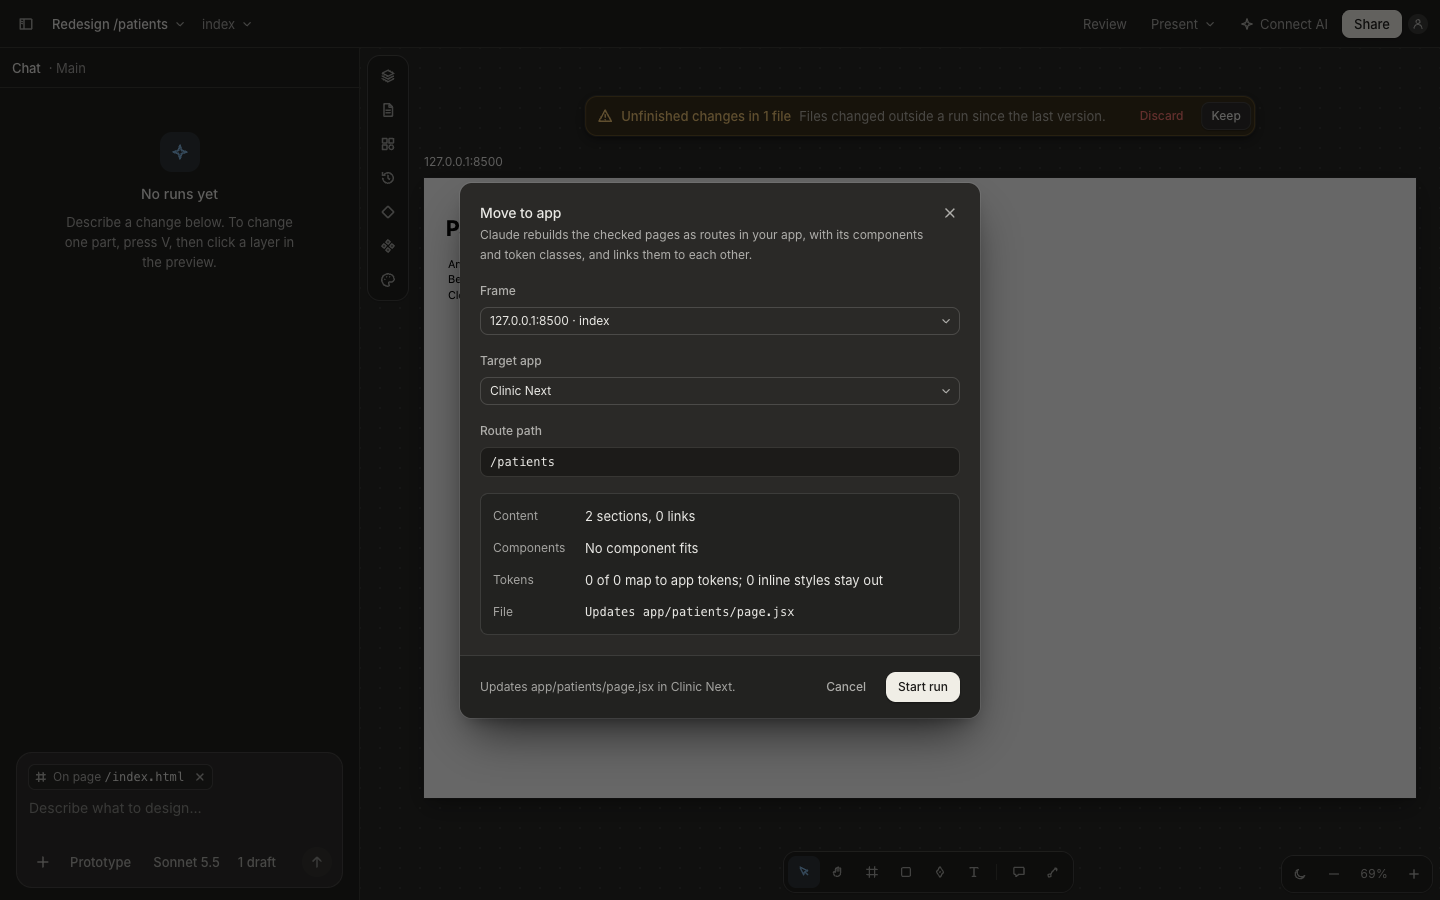 Redesign /patients
index
Review
Present
Connect AI
Share
Chat · Main
Unfinished changes in 1 file Files changed outside a run since the last version.
Discard
Keep
127.0.0.1:8500
No runs yet
Describe a change below. To change
one part, press V, then click a layer in
the preview.
Move to app
Claude rebuilds the checked pages as routes in your app, with its components
and token classes, and links them to each other.
Frame
127.0.0.1:8500 · index
Target app
Clinic Next
Route path
/patients
Content 2 sections, 0 links
Components No component fits
Tokens 0 of 0 map to app tokens; 0 inline styles stay out
File Updates app/patients/page.jsx
Updates app/patients/page.jsx in Clinic Next.
Cancel
Start run
On page /index.html
Describe what to design...
Prototype
Sonnet 5.5
1 draft
69%